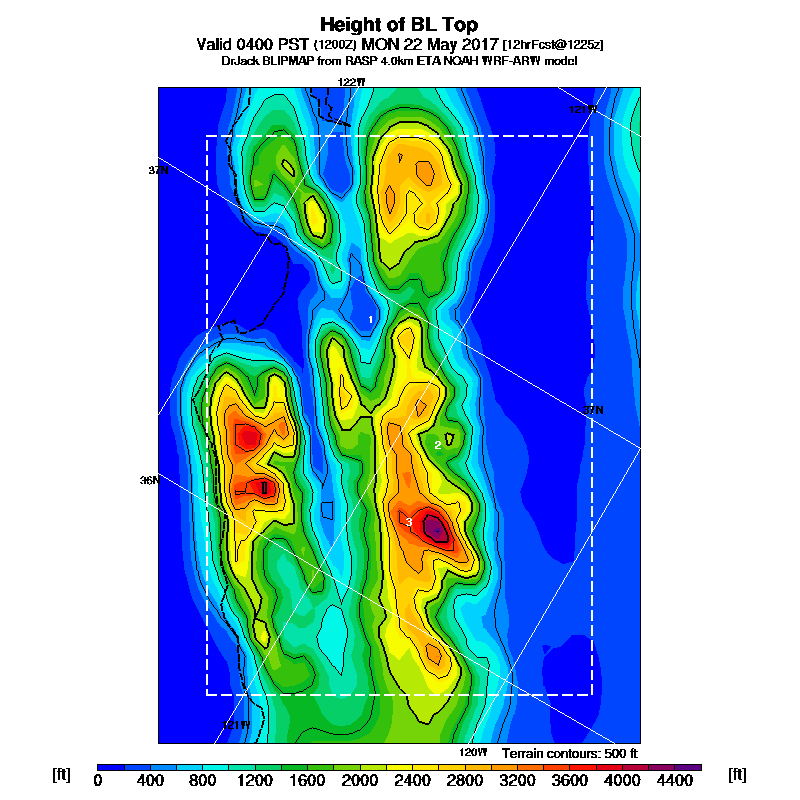 Height of BL Top
Valid 0400 PST (1200Z) MON 22 May 2017 [12hrFcst@1225z]
DrJack BLIPMAP from RASP 4.0km ETA NOAH WRF-ARW model
122W
121W
37N
1
37N
2
36N
3
121W
120W Terrain contours: 500 ft
[ft] 0 400 800 1200 1600 2000 2400 2800 3200 3600 4000 4400 [ft]